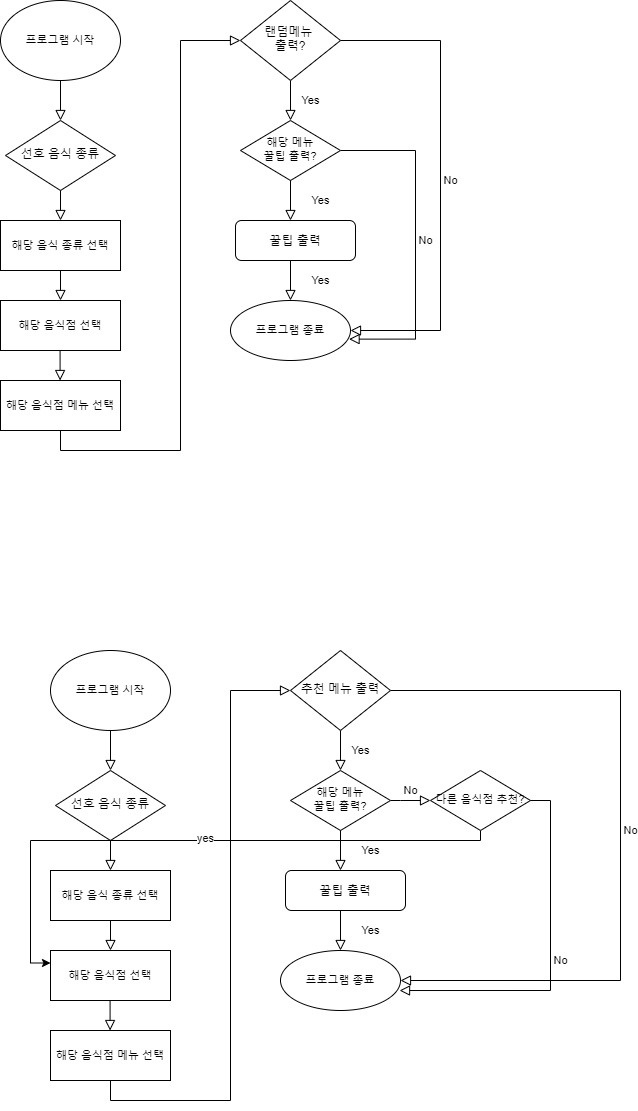 프로그램 시작
선호 음식 종류
해당 음식 종류 선택
해당 음식점 선택
해당 음식점 메뉴 선택
랜덤메뉴
출력?
Yes
해당 메뉴
꿀팁 출력?
Yes
꿀팁 출력
Yes
프로그램 종료
No
No
프로그램 시작
선호 음식 종류
yes
해당 음식 종류 선택
해당 음식점 선택
해당 음식점 메뉴 선택
추천 메뉴 출력
Yes
해당 메뉴
꿀팁 출력?
No
다른 음식점 추천?
Yes
꿀팁 출력
Yes
프로그램 종료
No
No